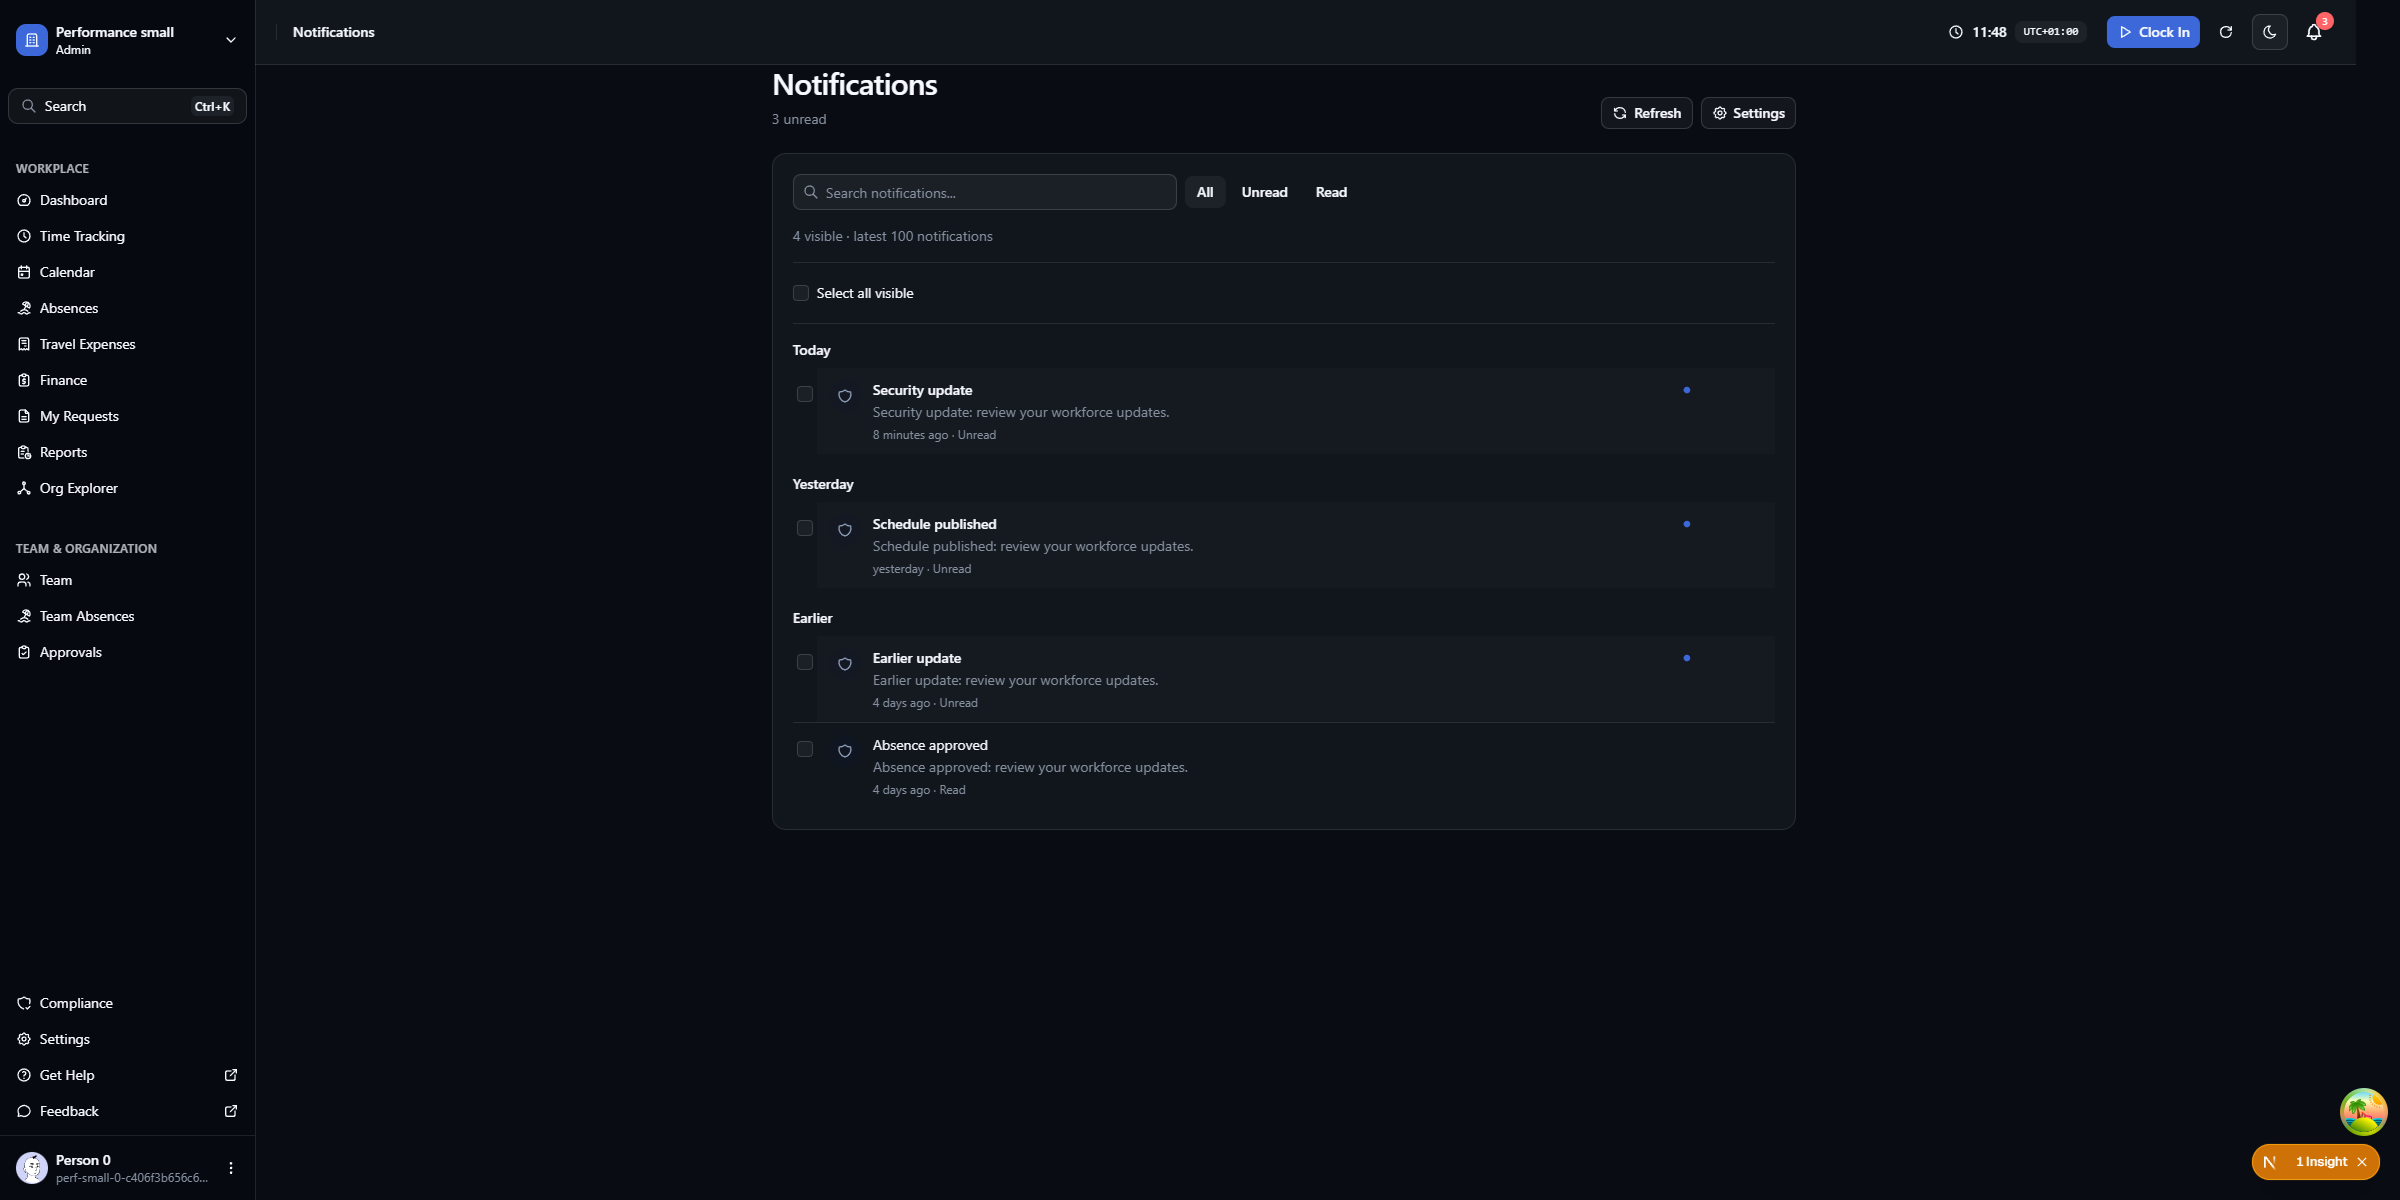 Performance small
Admin
Search
Ctrl+K
WORKPLACE
Dashboard
Time Tracking
Calendar
Absences
Travel Expenses
Finance
My Requests
Reports
Org Explorer
TEAM & ORGANIZATION
Team
Team Absences
Approvals
Compliance
Settings
Get Help
Feedback
Person 0
perf-small-0-c406f3b656c6...
Notifications
11:48
UTC+01:00
Clock In
3
Notifications
3 unread
Refresh
Settings
Search notifications...
All
Unread
Read
4 visible · latest 100 notifications
Select all visible
Today
Security update
Security update: review your workforce updates.
8 minutes ago · Unread
Yesterday
Schedule published
Schedule published: review your workforce updates.
yesterday · Unread
Earlier
Earlier update
Earlier update: review your workforce updates.
4 days ago · Unread
Absence approved
Absence approved: review your workforce updates.
4 days ago · Read
1 Insight